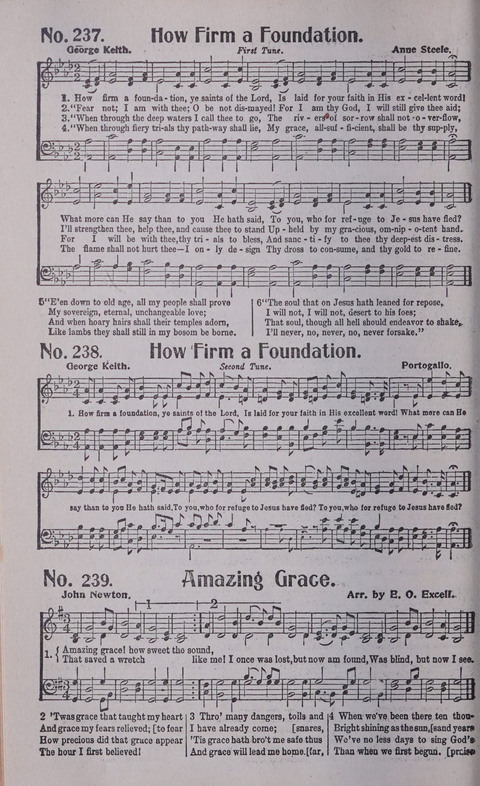 No. 237. How Firm a Foundation.
George Keith. First Tune. Anne Steele.
1. How firm a foun-da-tion, ye saints of the Lord, Is laid for your faith in His ex-cel-lent word!
2. "Fear not; I am with thee; O be not dis-mayed! For I am thy God, I will still give thee aid;
3. "When through the deep waters I call thee to go, The riv-ers of sor-row shall not o-ver-flow,
4. "When through fiery tri-als thy path-way shall lie, My grace, all-suf-fi-cient, shall be thy sup-ply,
What more can He say than to you He hath said, To you, who for ref-uge to Je-sus have fled?
I'll strengthen thee, help thee, and cause thee to stand Up-held by my gra-cious, om-nip-o-tent hand.
For I will be with thee, thy tri-als to bless, And sanc-ti-fy to thee thy deep-est dis-tress.
The flame shall not hurt thee—I on-ly de-sign Thy dross to con-sume, and thy gold to re-fine.
5 "E'en down to old age, all my people shall prove
My sovereign, eternal, unchangeable love;
And when hoary hairs shall their temples adorn,
Like lambs they shall still in my bosom be borne.
6 "The soul that on Jesus hath leaned for repose,
I will not, I will not, desert to his foes;
That soul, though all hell should endeavor to shake,
I'll never, no, never, no, never forsake."
No. 238. How Firm a Foundation.
George Keith. Second Tune. Portogallo.
1. How firm a foundation, ye saints of the Lord, Is laid for your faith in His excellent word! What more can He
say than to you He hath said, To you, who for refuge to Jesus have fled? To you, who for refuge to Jesus have fled?
No. 239. Amazing Grace.
John Newton. Arr. by E. O. Excell.
1 2
1. { Amazing grace! how sweet the sound,
That saved a wretch like me! I once was lost, but now am found, Was blind, but now I see.
2 'Twas grace that taught my heart
And grace my fears relieved; [to fear
How precious did that grace appear
The hour I first believed!
3 Thro' many dangers, toils and
I have already come; [snares,
'Tis grace hath bro't me safe thus
And grace will lead me home. [far,
4 When we've been there ten thou-
Bright shining as the sun, [sand years
We've no less days to sing God's
Than when we first begun. [praise